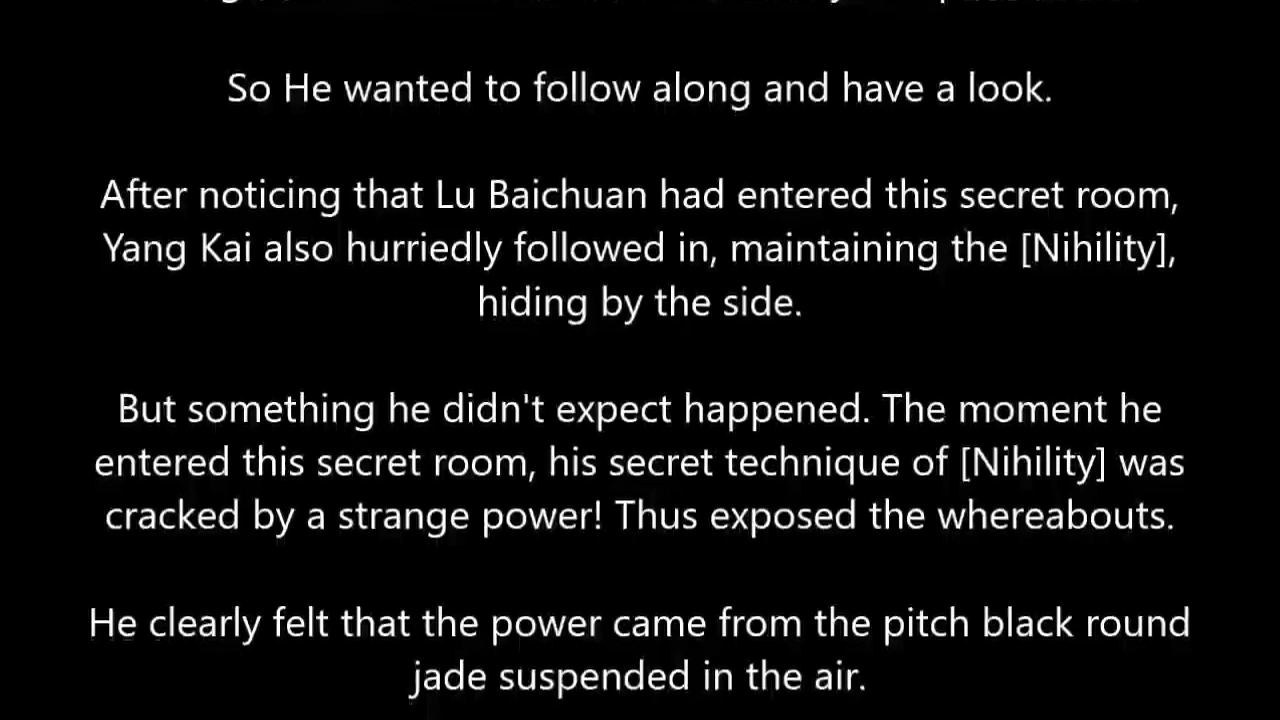 So He wanted to follow along and have a look.
After noticing that Lu Baichuan had entered this secret room,
Yang Kai also hurriedly followed in, maintaining the [Nihility],
hiding by the side.
But something he didn't expect happened. The moment he
entered this secret room, his secret technique of [Nihility] was
cracked by a strange power! Thus exposed the whereabouts.
He clearly felt that the power came from the pitch black round
jade suspended in the air.